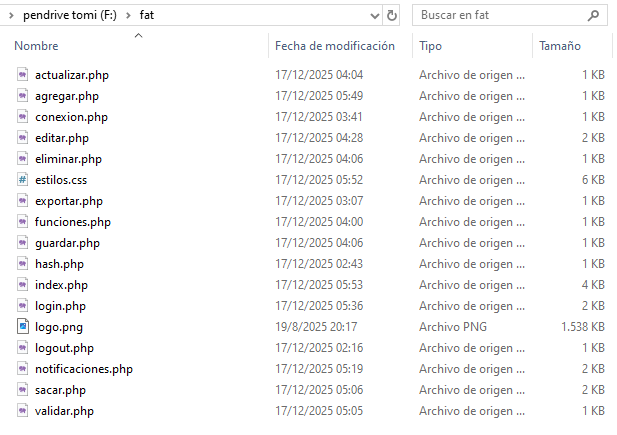 pendrive tomi (F:) > fat
Buscar en fat
Nombre Fecha de modificación Tipo Tamaño
actualizar.php 17/12/2025 04:04 Archivo de origen ... 1 KB
agregar.php 17/12/2025 05:49 Archivo de origen ... 1 KB
conexion.php 17/12/2025 03:41 Archivo de origen ... 1 KB
editar.php 17/12/2025 04:28 Archivo de origen ... 2 KB
eliminar.php 17/12/2025 04:06 Archivo de origen ... 1 KB
estilos.css 17/12/2025 05:52 Archivo de origen ... 6 KB
exportar.php 17/12/2025 03:07 Archivo de origen ... 1 KB
funciones.php 17/12/2025 04:00 Archivo de origen ... 1 KB
guardar.php 17/12/2025 04:06 Archivo de origen ... 1 KB
hash.php 17/12/2025 02:43 Archivo de origen ... 1 KB
index.php 17/12/2025 05:53 Archivo de origen ... 4 KB
login.php 17/12/2025 05:36 Archivo de origen ... 2 KB
logo.png 19/8/2025 20:17 Archivo PNG 1.538 KB
logout.php 17/12/2025 02:16 Archivo de origen ... 1 KB
notificaciones.php 17/12/2025 05:19 Archivo de origen ... 2 KB
sacar.php 17/12/2025 05:06 Archivo de origen ... 2 KB
validar.php 17/12/2025 05:05 Archivo de origen ... 1 KB